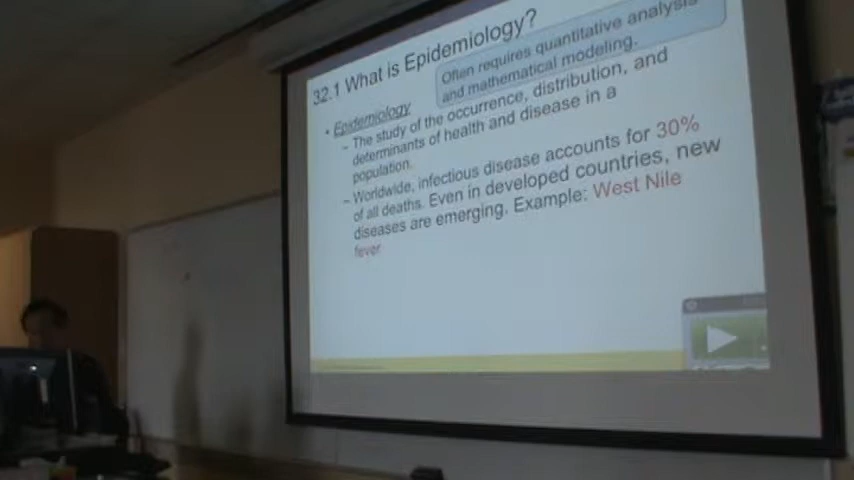 32.1 What is Epidemiology?
Often requires quantitative analysis
and mathematical modeling.
• Epidemiology
– The study of the occurrence, distribution, and
determinants of health and disease in a
population.
– Worldwide, infectious disease accounts for 30%
of all deaths. Even in developed countries, new
diseases are emerging. Example: West Nile
fever